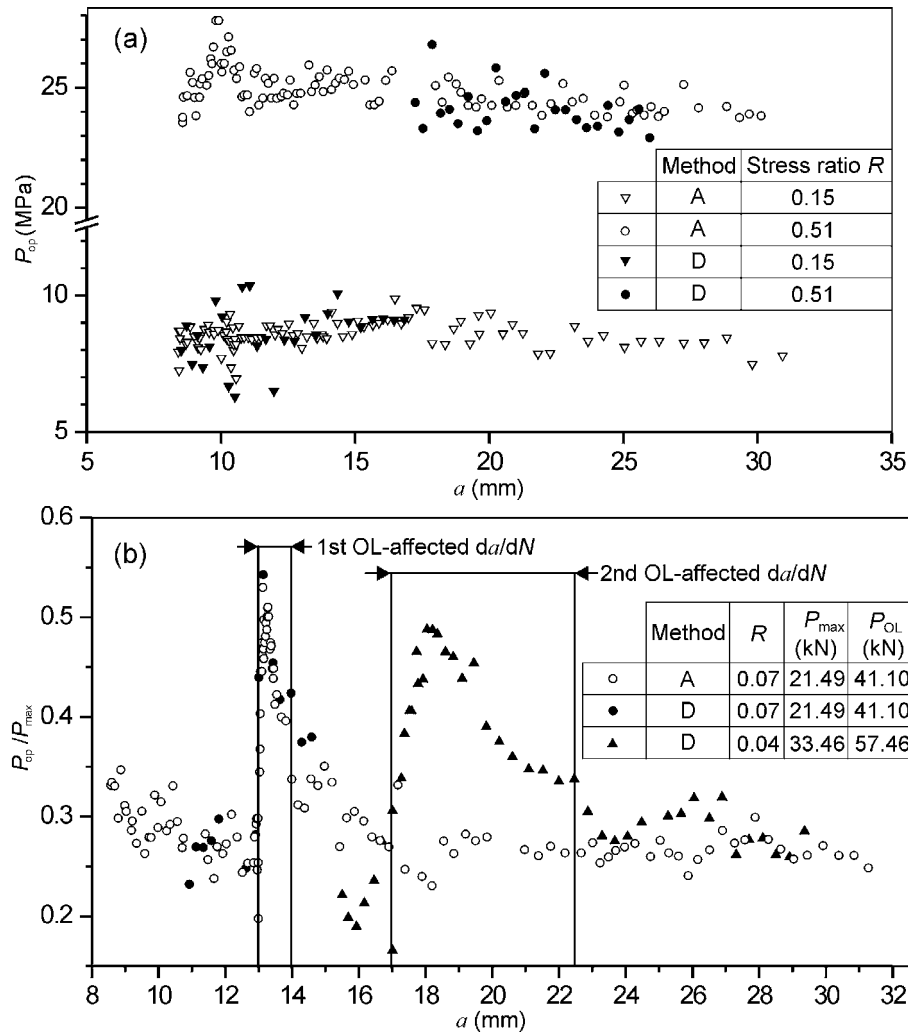 (a)
P_op (MPa)
25
20
10
5
Method Stress ratio R
A 0.15
A 0.51
D 0.15
D 0.51
5 10 15 20 25 30 35
a (mm)
(b)
P_op/P_max
0.6
0.5
0.4
0.3
0.2
1st OL-affected da/dN
2nd OL-affected da/dN
Method R P_max (kN) P_OL (kN)
A 0.07 21.49 41.10
D 0.07 21.49 41.10
D 0.04 33.46 57.46
8 10 12 14 16 18 20 22 24 26 28 30 32
a (mm)